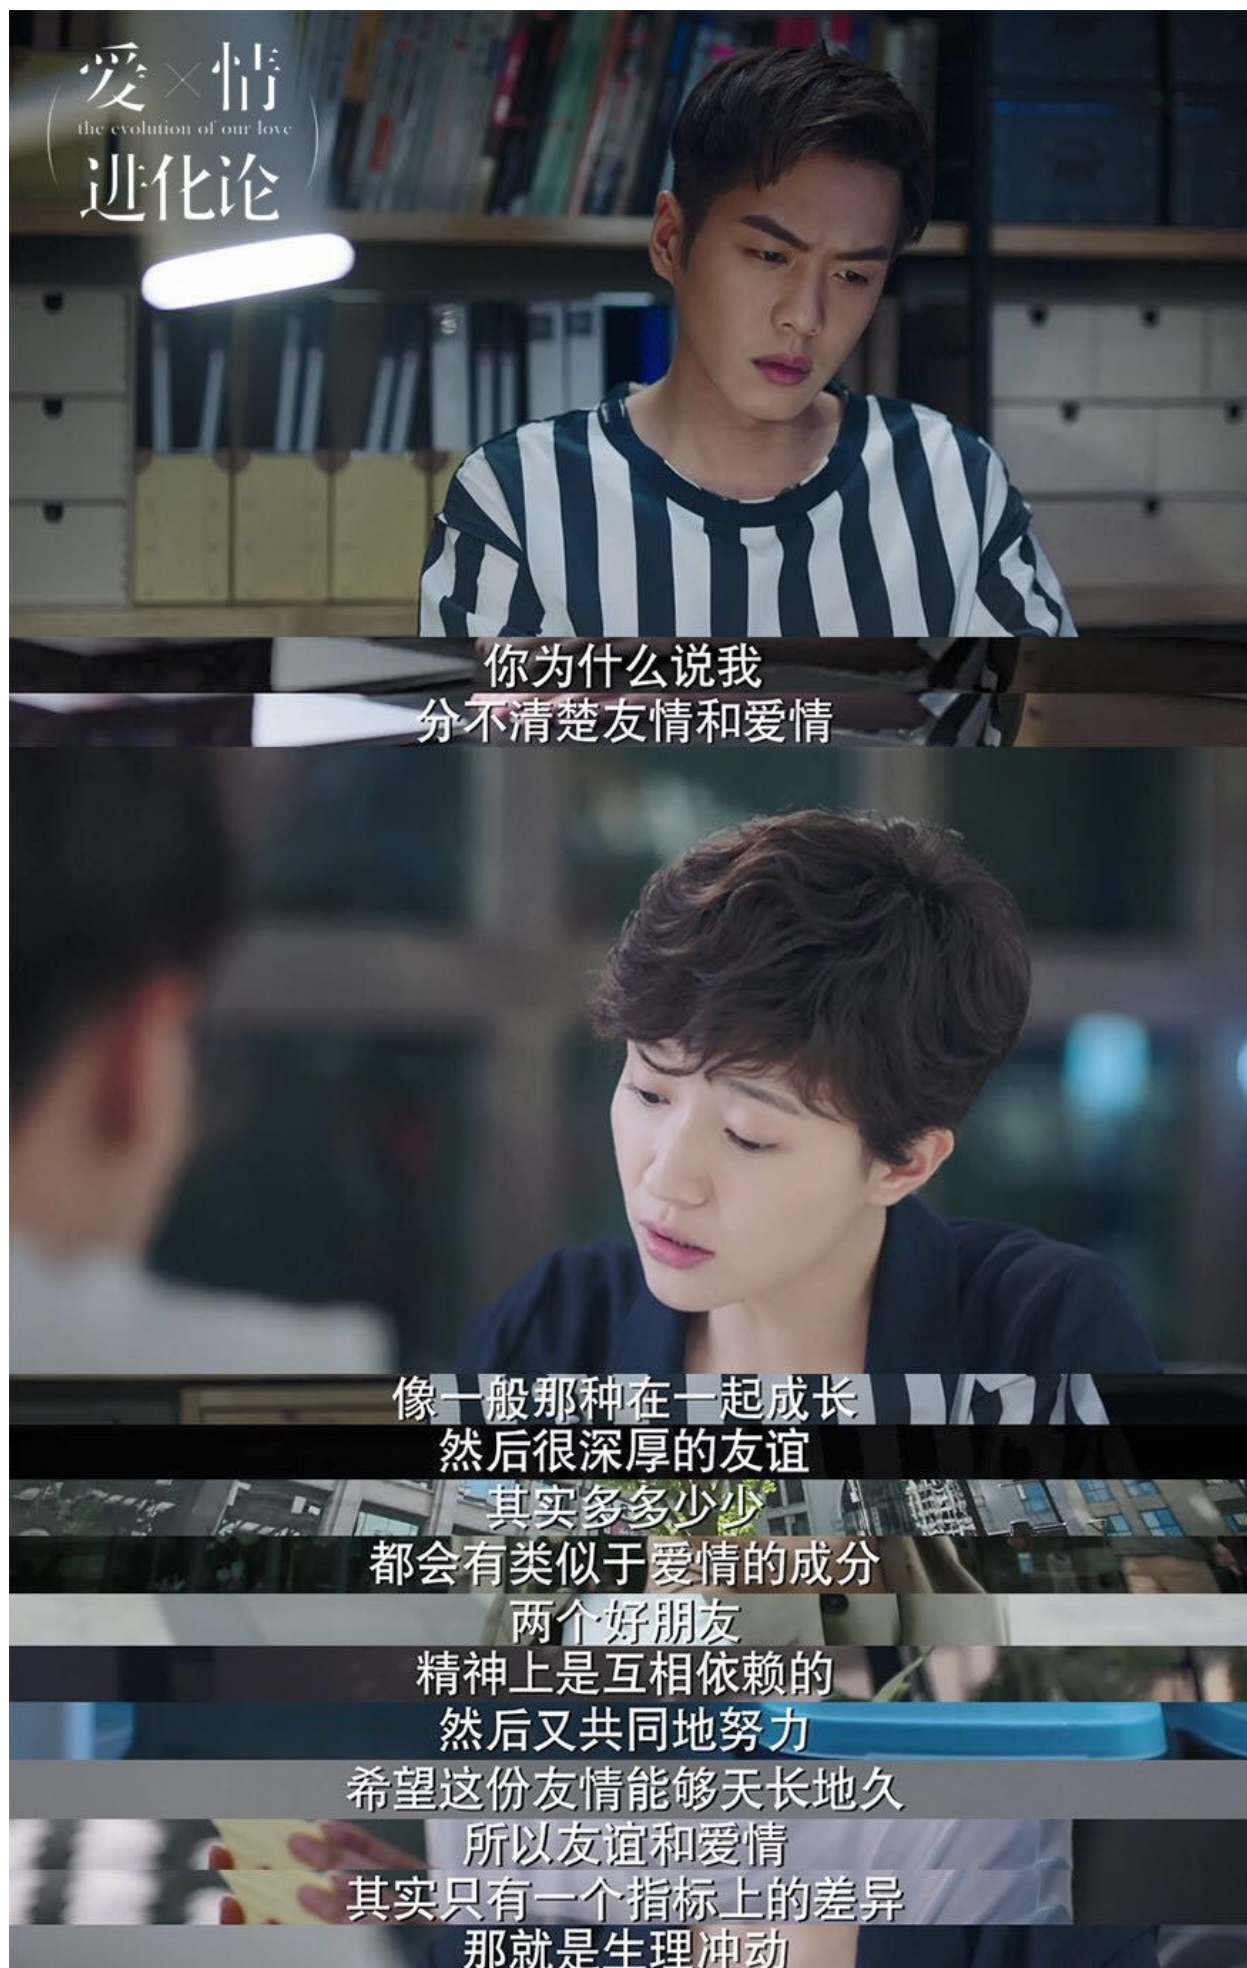 爱×情
the evolution of our love
进化论
你为什么说我
分不清楚友情和爱情
像一般那种在一起成长
然后很深厚的友谊
其实多多少少
都会有类似于爱情的成分
两个好朋友
精神上是互相依赖的
然后又共同地努力
希望这份友情能够天长地久
所以友谊和爱情
其实只有一个指标上的差异
那就是生理冲动